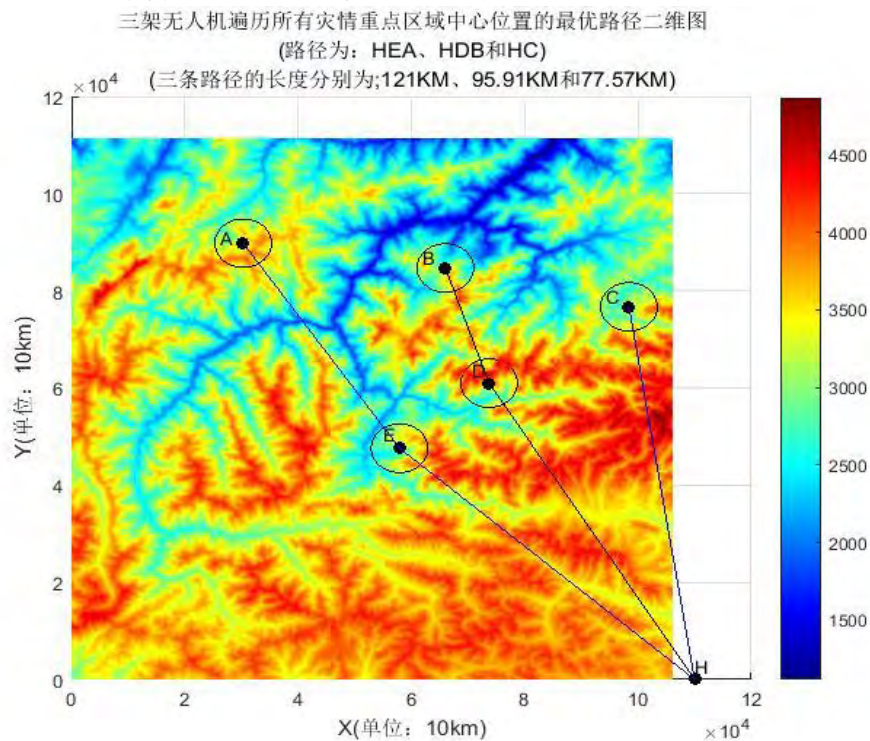 三架无人机遍历所有灾情重点区域中心位置的最优路径二维图
(路径为：HEA、HDB和HC)
(三条路径的长度分别为;121KM、95.91KM和77.57KM)
×10⁴
12
10
8
6
4
2
0
Y(单位：10km)
A
B
C
D
E
H
0
2
4
6
8
10
12
X(单位：10km)
×10⁴
4500
4000
3500
3000
2500
2000
1500